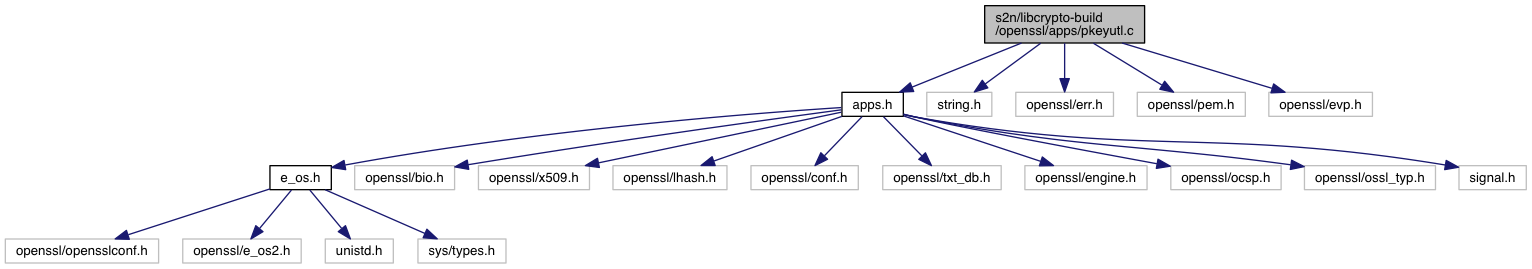 s2n/libcrypto-build
/openssl/apps/pkeyutl.c
apps.h
string.h
openssl/err.h
openssl/pem.h
openssl/evp.h
e_os.h
openssl/bio.h
openssl/x509.h
openssl/lhash.h
openssl/conf.h
openssl/txt_db.h
openssl/engine.h
openssl/ocsp.h
openssl/ossl_typ.h
signal.h
openssl/opensslconf.h
openssl/e_os2.h
unistd.h
sys/types.h